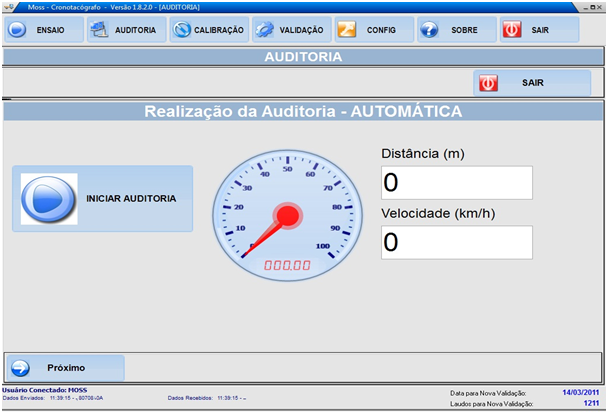 Moss - Cronotacógrafo - Versão 1.8.2.0 - [AUDITORIA]
ENSAIO AUDITORIA CALIBRAÇÃO VALIDAÇÃO CONFIG SOBRE SAIR
AUDITORIA
SAIR
Realização da Auditoria - AUTOMÁTICA
INICIAR AUDITORIA
0 10 20 30 40 50 60 70 80 90 100
000,00
Distância (m)
0
Velocidade (km/h)
0
Próximo
Usuário Conectado: MOSS
Dados Enviados: 11:39:15 -
Dados Recebidos: 11:39:15 -
Data para Nova Validação: 14/03/2011
Laudos para Nova Validação: 1211